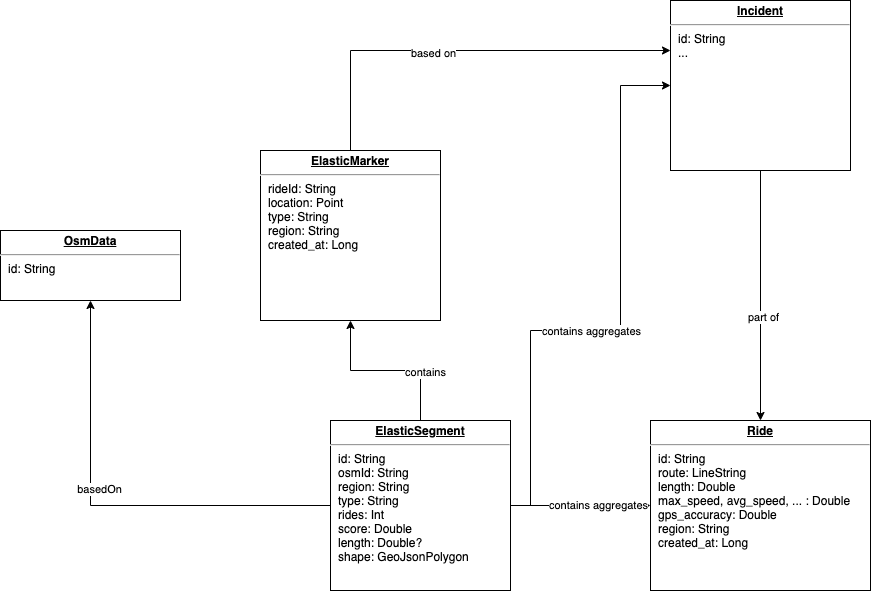 Incident
id: String
...
based on
ElasticMarker
rideId: String
location: Point
type: String
region: String
created_at: Long
OsmData
id: String
contains aggregates
part of
contains
ElasticSegment
id: String
osmId: String
region: String
type: String
rides: Int
score: Double
length: Double?
shape: GeoJsonPolygon
basedOn
contains aggregates
Ride
id: String
route: LineString
length: Double
max_speed, avg_speed, ... : Double
gps_accuracy: Double
region: String
created_at: Long